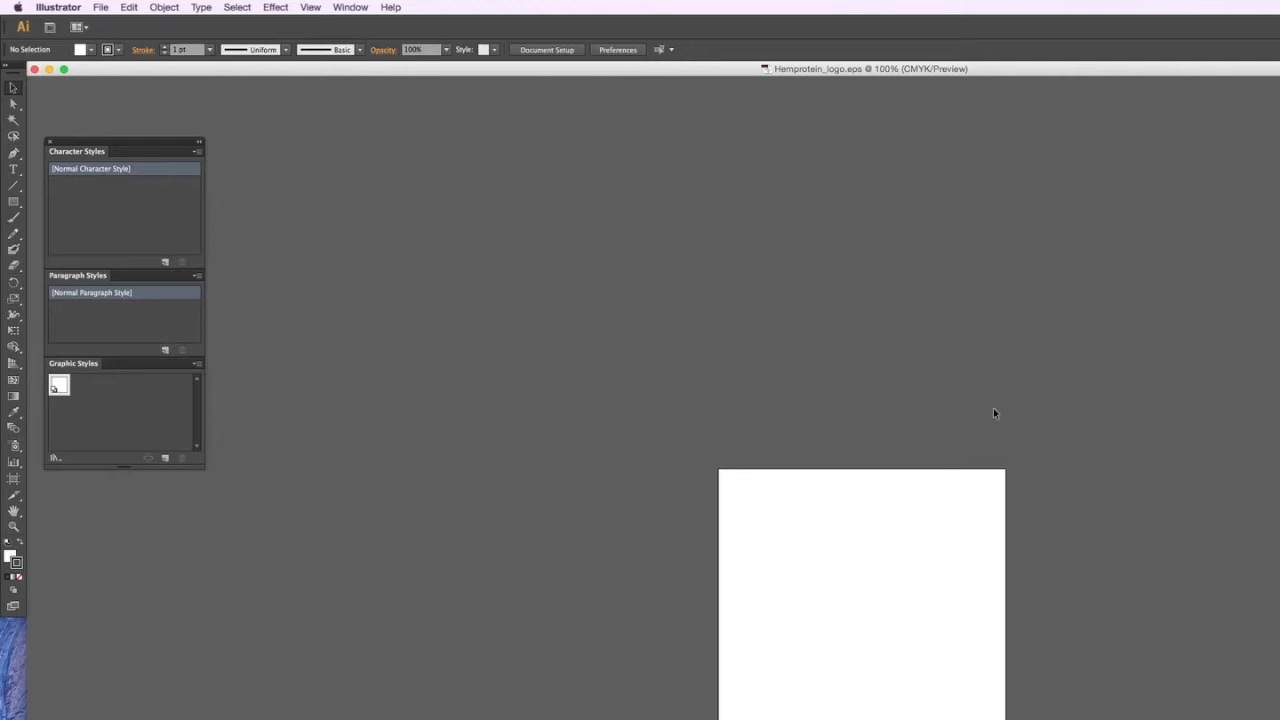 Illustrator File Edit Object Type Select Effect View Window Help
Ai
No Selection Stroke: 1 pt Uniform Basic Opacity: 100% Style: Document Setup Preferences
Hemprotein_logo.eps @ 100% (CMYK/Preview)
Character Styles
[Normal Character Style]
Paragraph Styles
[Normal Paragraph Style]
Graphic Styles